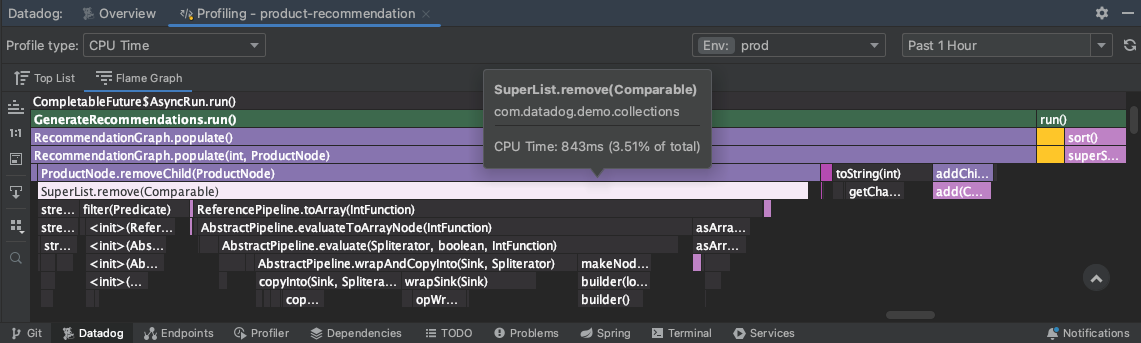 Datadog: Overview Profiling - product-recommendation
Profile type: CPU Time Env: prod Past 1 Hour
Top List Flame Graph
SuperList.remove(Comparable)
com.datadog.demo.collections
CPU Time: 843ms (3.51% of total)
CompletableFuture$AsyncRun.run()
GenerateRecommendations.run() run()
RecommendationGraph.populate() sort()
RecommendationGraph.populate(int, ProductNode) superS...
1:1
ProductNode.removeChild(ProductNode) toString(int) addChi...
SuperList.remove(Comparable) getCha... add(C...
stre... filter(Predicate) ReferencePipeline.toArray(IntFunction)
stre... <init>(Refer... AbstractPipeline.evaluateToArrayNode(IntFunction) asArra...
str... <init>(Abs... AbstractPipeline.evaluate(Spliterator, boolean, IntFunction) asArr...
<init>(Ab... AbstractPipeline.wrapAndCopyInto(Sink, Spliterator) makeNod...
<init>(... copyInto(Sink, Splitera... wrapSink(Sink) builder(lo...
cop... opWr... builder()
Git Datadog Endpoints Profiler Dependencies TODO Problems Spring Terminal Services Notifications